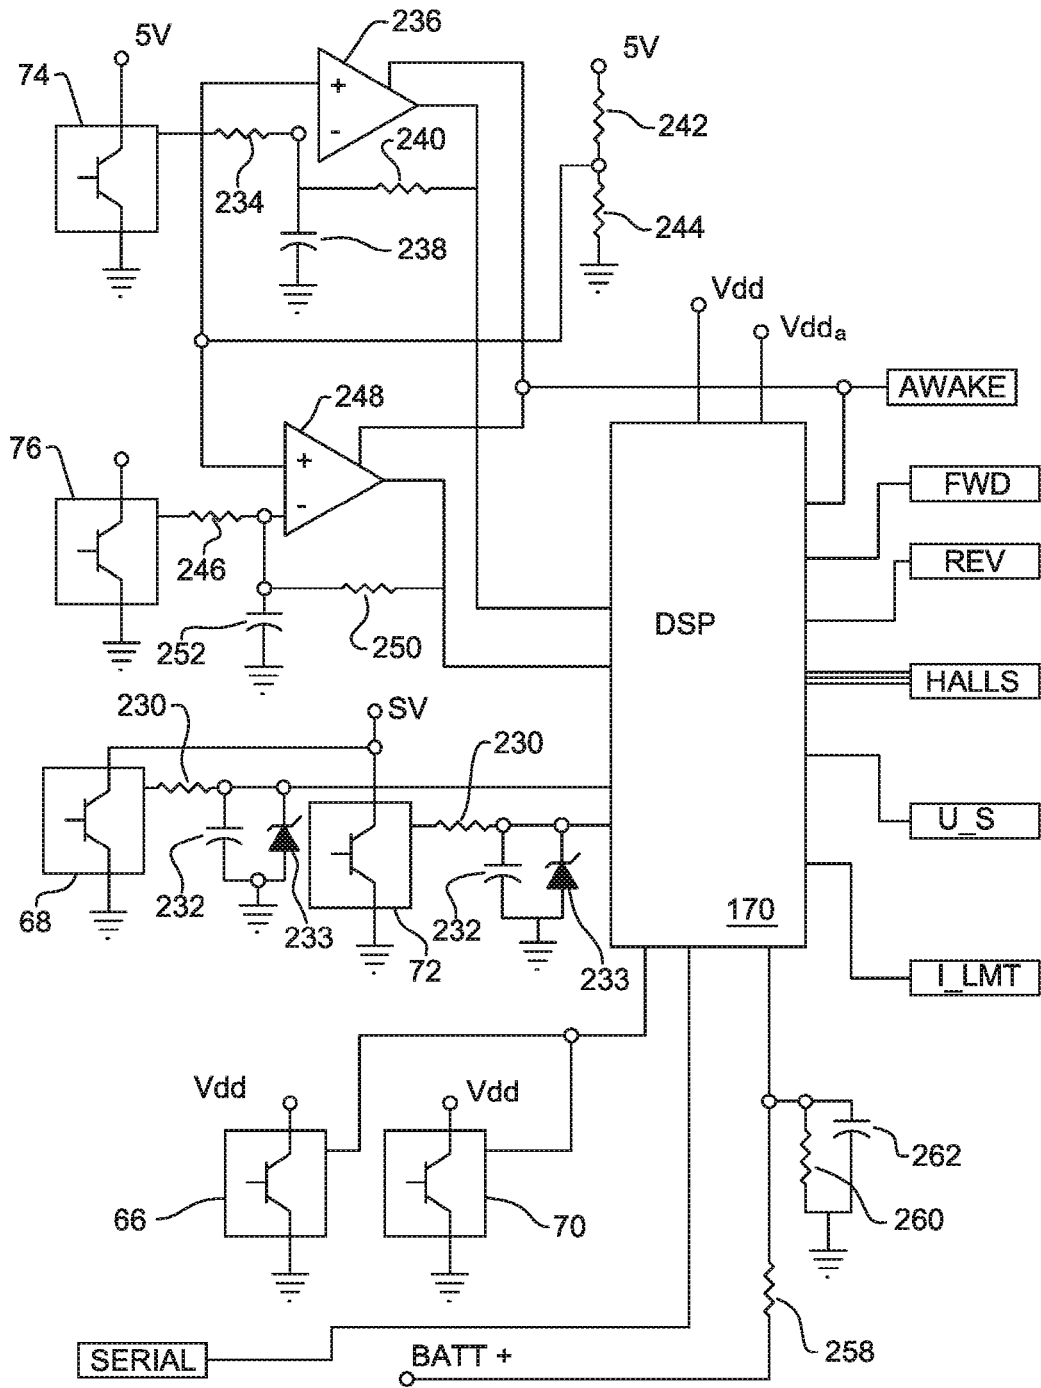 5V
236
5V
74
+
-
240
242
234
244
238
Vdd
Vddₐ
AWAKE
248
76
+
-
FWD
246
REV
DSP
252
250
HALLS
230
SV
230
U_S
68
232
233
232
170
72
233
I_LMT
Vdd
Vdd
262
66
70
260
258
SERIAL
BATT +